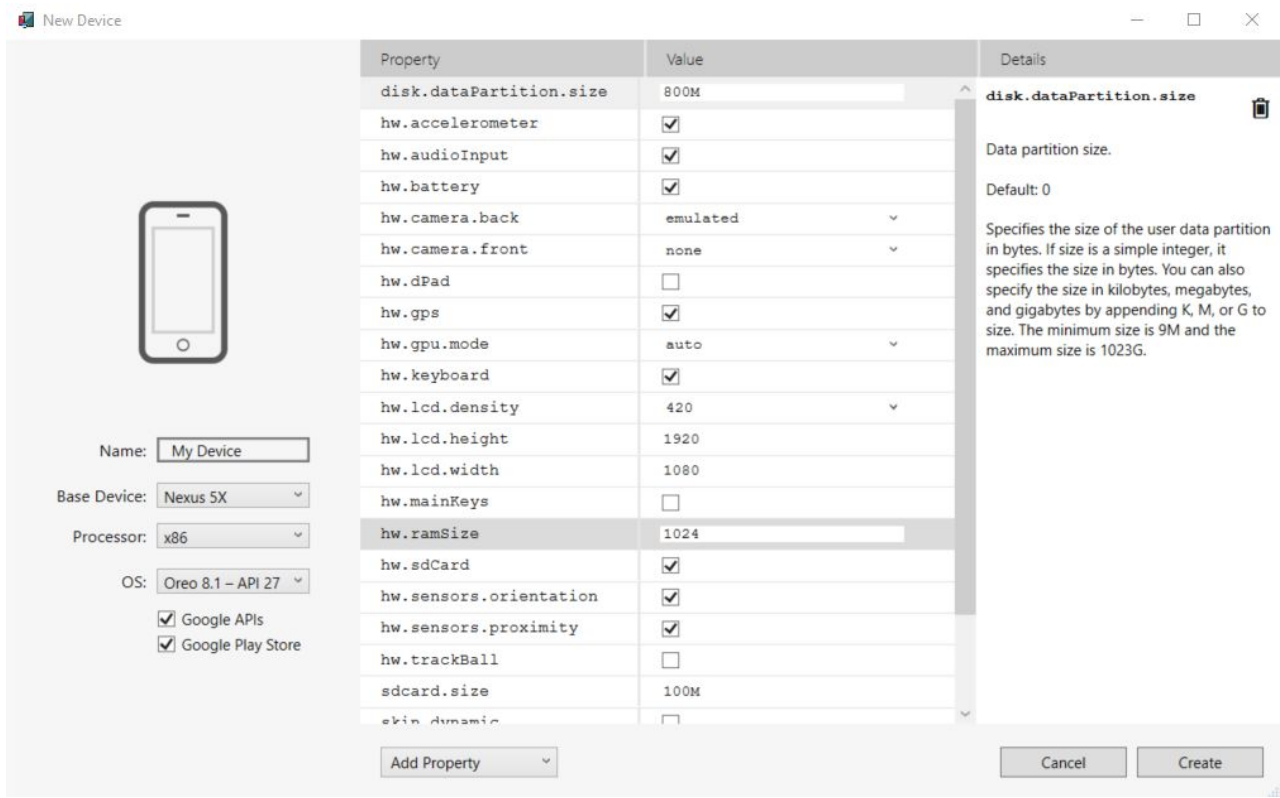 New Device
Property Value Details
disk.dataPartition.size 800M
hw.accelerometer
hw.audioInput
hw.battery
hw.camera.back emulated
hw.camera.front none
hw.dPad
hw.gps
hw.gpu.mode auto
hw.keyboard
hw.lcd.density 420
hw.lcd.height 1920
hw.lcd.width 1080
hw.mainKeys
hw.ramSize 1024
hw.sdCard
hw.sensors.orientation
hw.sensors.proximity
hw.trackBall
sdcard.size 100M
skin.dynamic
disk.dataPartition.size
Data partition size.
Default: 0
Specifies the size of the user data partition
in bytes. If size is a simple integer, it
specifies the size in bytes. You can also
specify the size in kilobytes, megabytes,
and gigabytes by appending K, M, or G to
size. The minimum size is 9M and the
maximum size is 1023G.
Name: My Device
Base Device: Nexus 5X
Processor: x86
OS: Oreo 8.1 – API 27
Google APIs
Google Play Store
Add Property
Cancel
Create